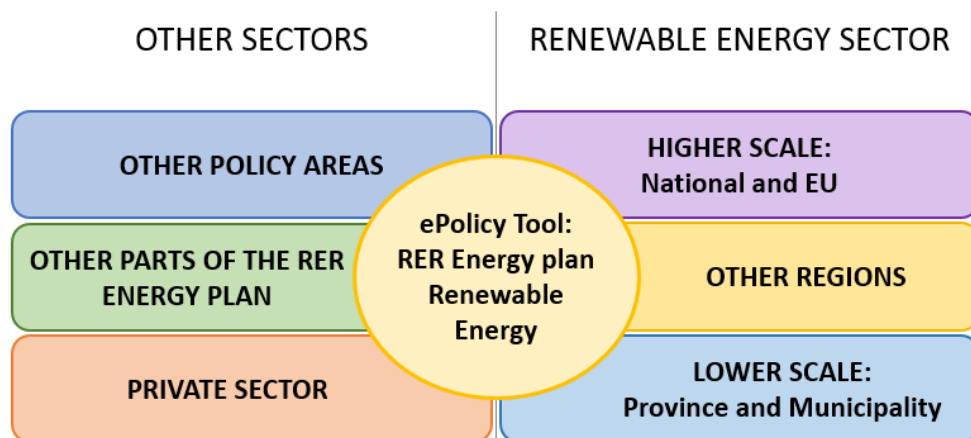 OTHER SECTORS
RENEWABLE ENERGY SECTOR
OTHER POLICY AREAS
OTHER PARTS OF THE RER
ENERGY PLAN
PRIVATE SECTOR
ePolicy Tool:
RER Energy plan
Renewable
Energy
HIGHER SCALE:
National and EU
OTHER REGIONS
LOWER SCALE:
Province and Municipality